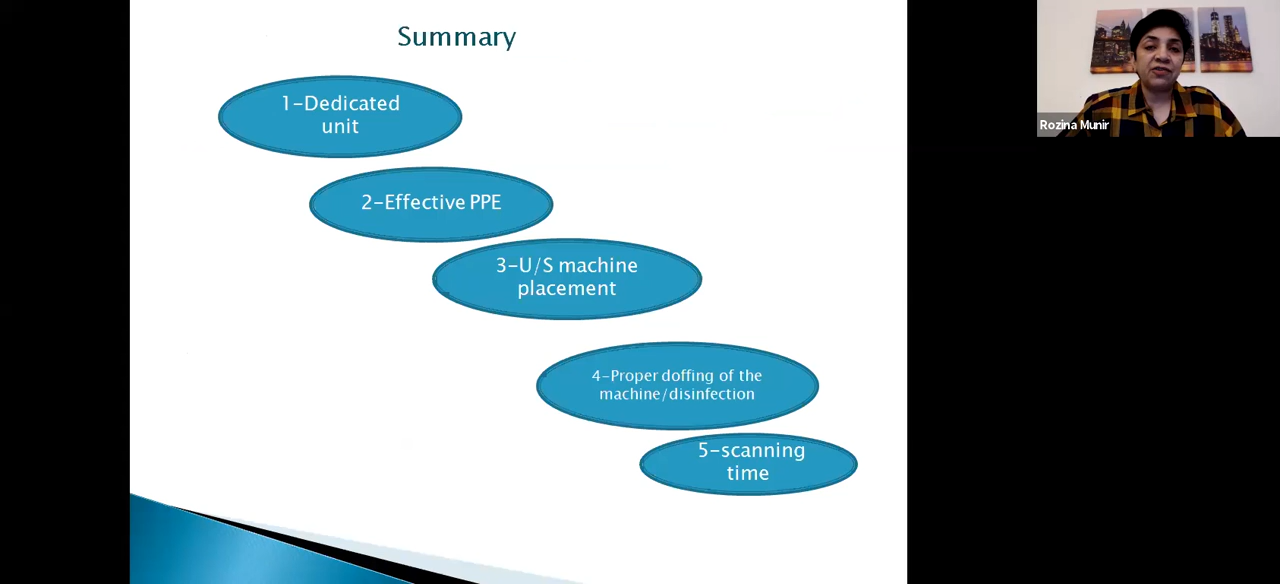 Summary
1-Dedicated
unit
2-Effective PPE
3-U/S machine
placement
4-Proper doffing of the
machine/disinfection
5-scanning
time
Rozina Munir